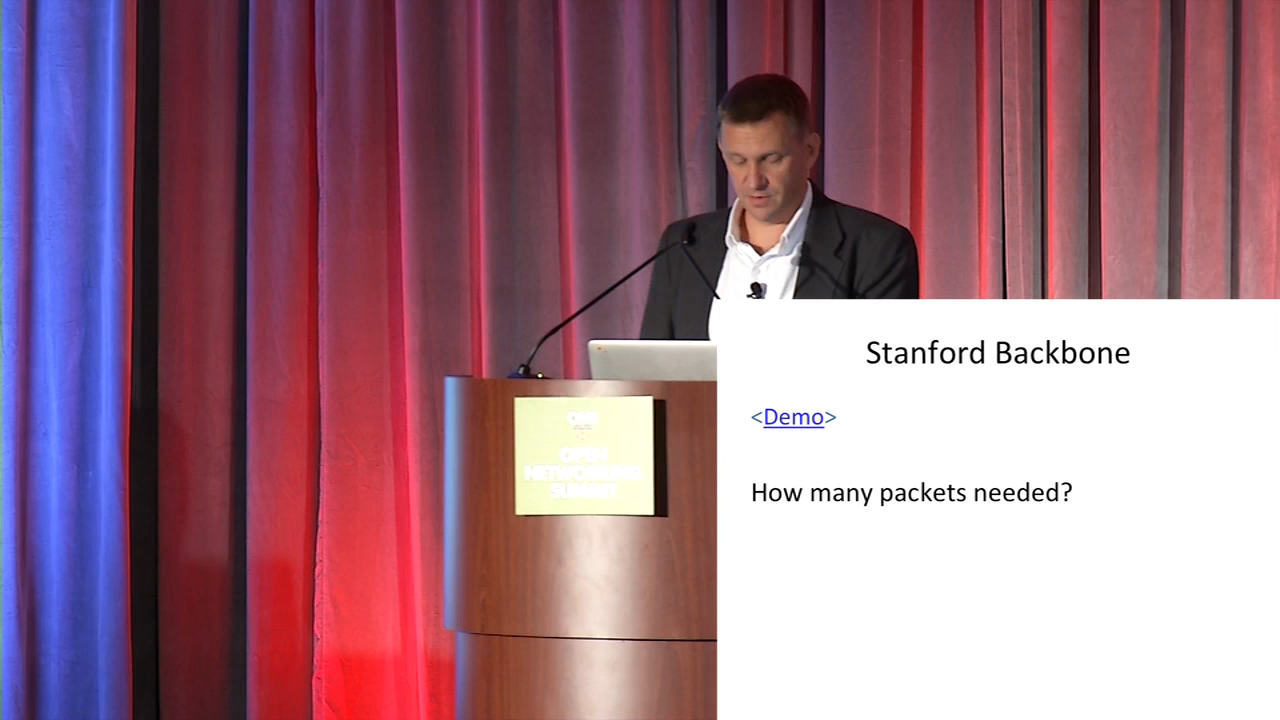 OPEN
NETWORKING
SUMMIT
Stanford Backbone
<Demo>
How many packets needed?